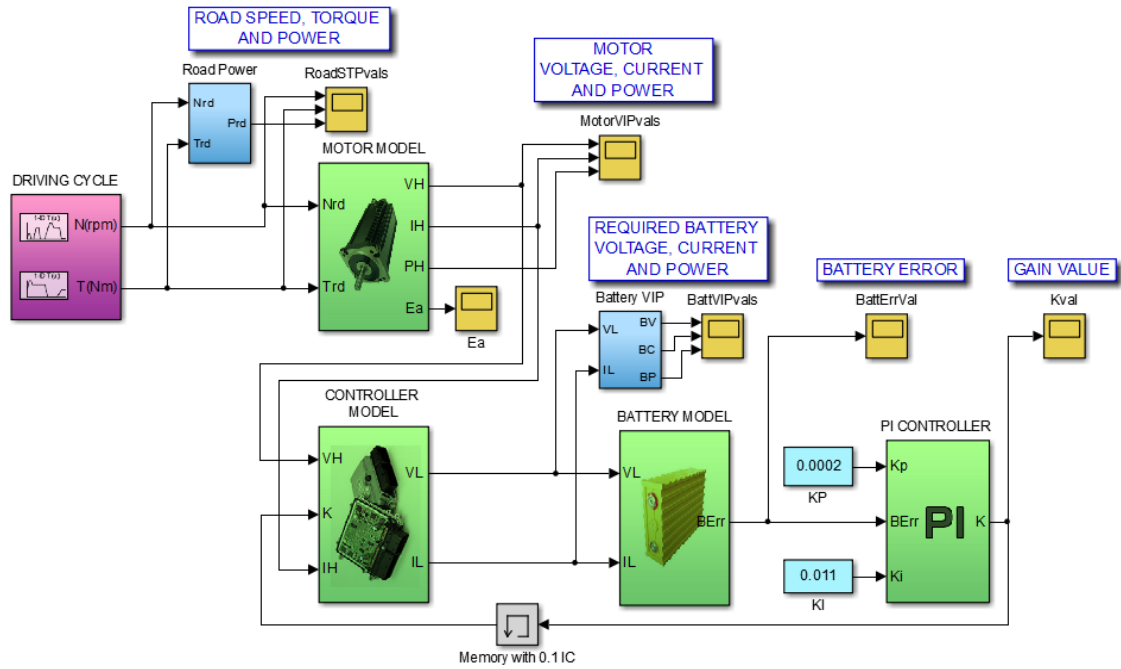 ROAD SPEED, TORQUE
AND POWER
MOTOR
VOLTAGE, CURRENT
AND POWER
Road Power
RoadSTPvals
Nrd
Prd
Trd
MotorVIPvals
MOTOR MODEL
DRIVING CYCLE
N(rpm)
T(Nm)
Nrd
Trd
VH
IH
PH
Ea
Ea
REQUIRED BATTERY
VOLTAGE, CURRENT
AND POWER
BATTERY ERROR
GAIN VALUE
Battery VIP
BattVIPvals
BattErrVal
Kval
VL
IL
BV
BC
BP
CONTROLLER
MODEL
VH
K
IH
VL
IL
BATTERY MODEL
VL
IL
BErr
PI CONTROLLER
0.0002
KP
0.011
KI
Kp
BErr
Ki
PI
K
Memory with 0.1 IC